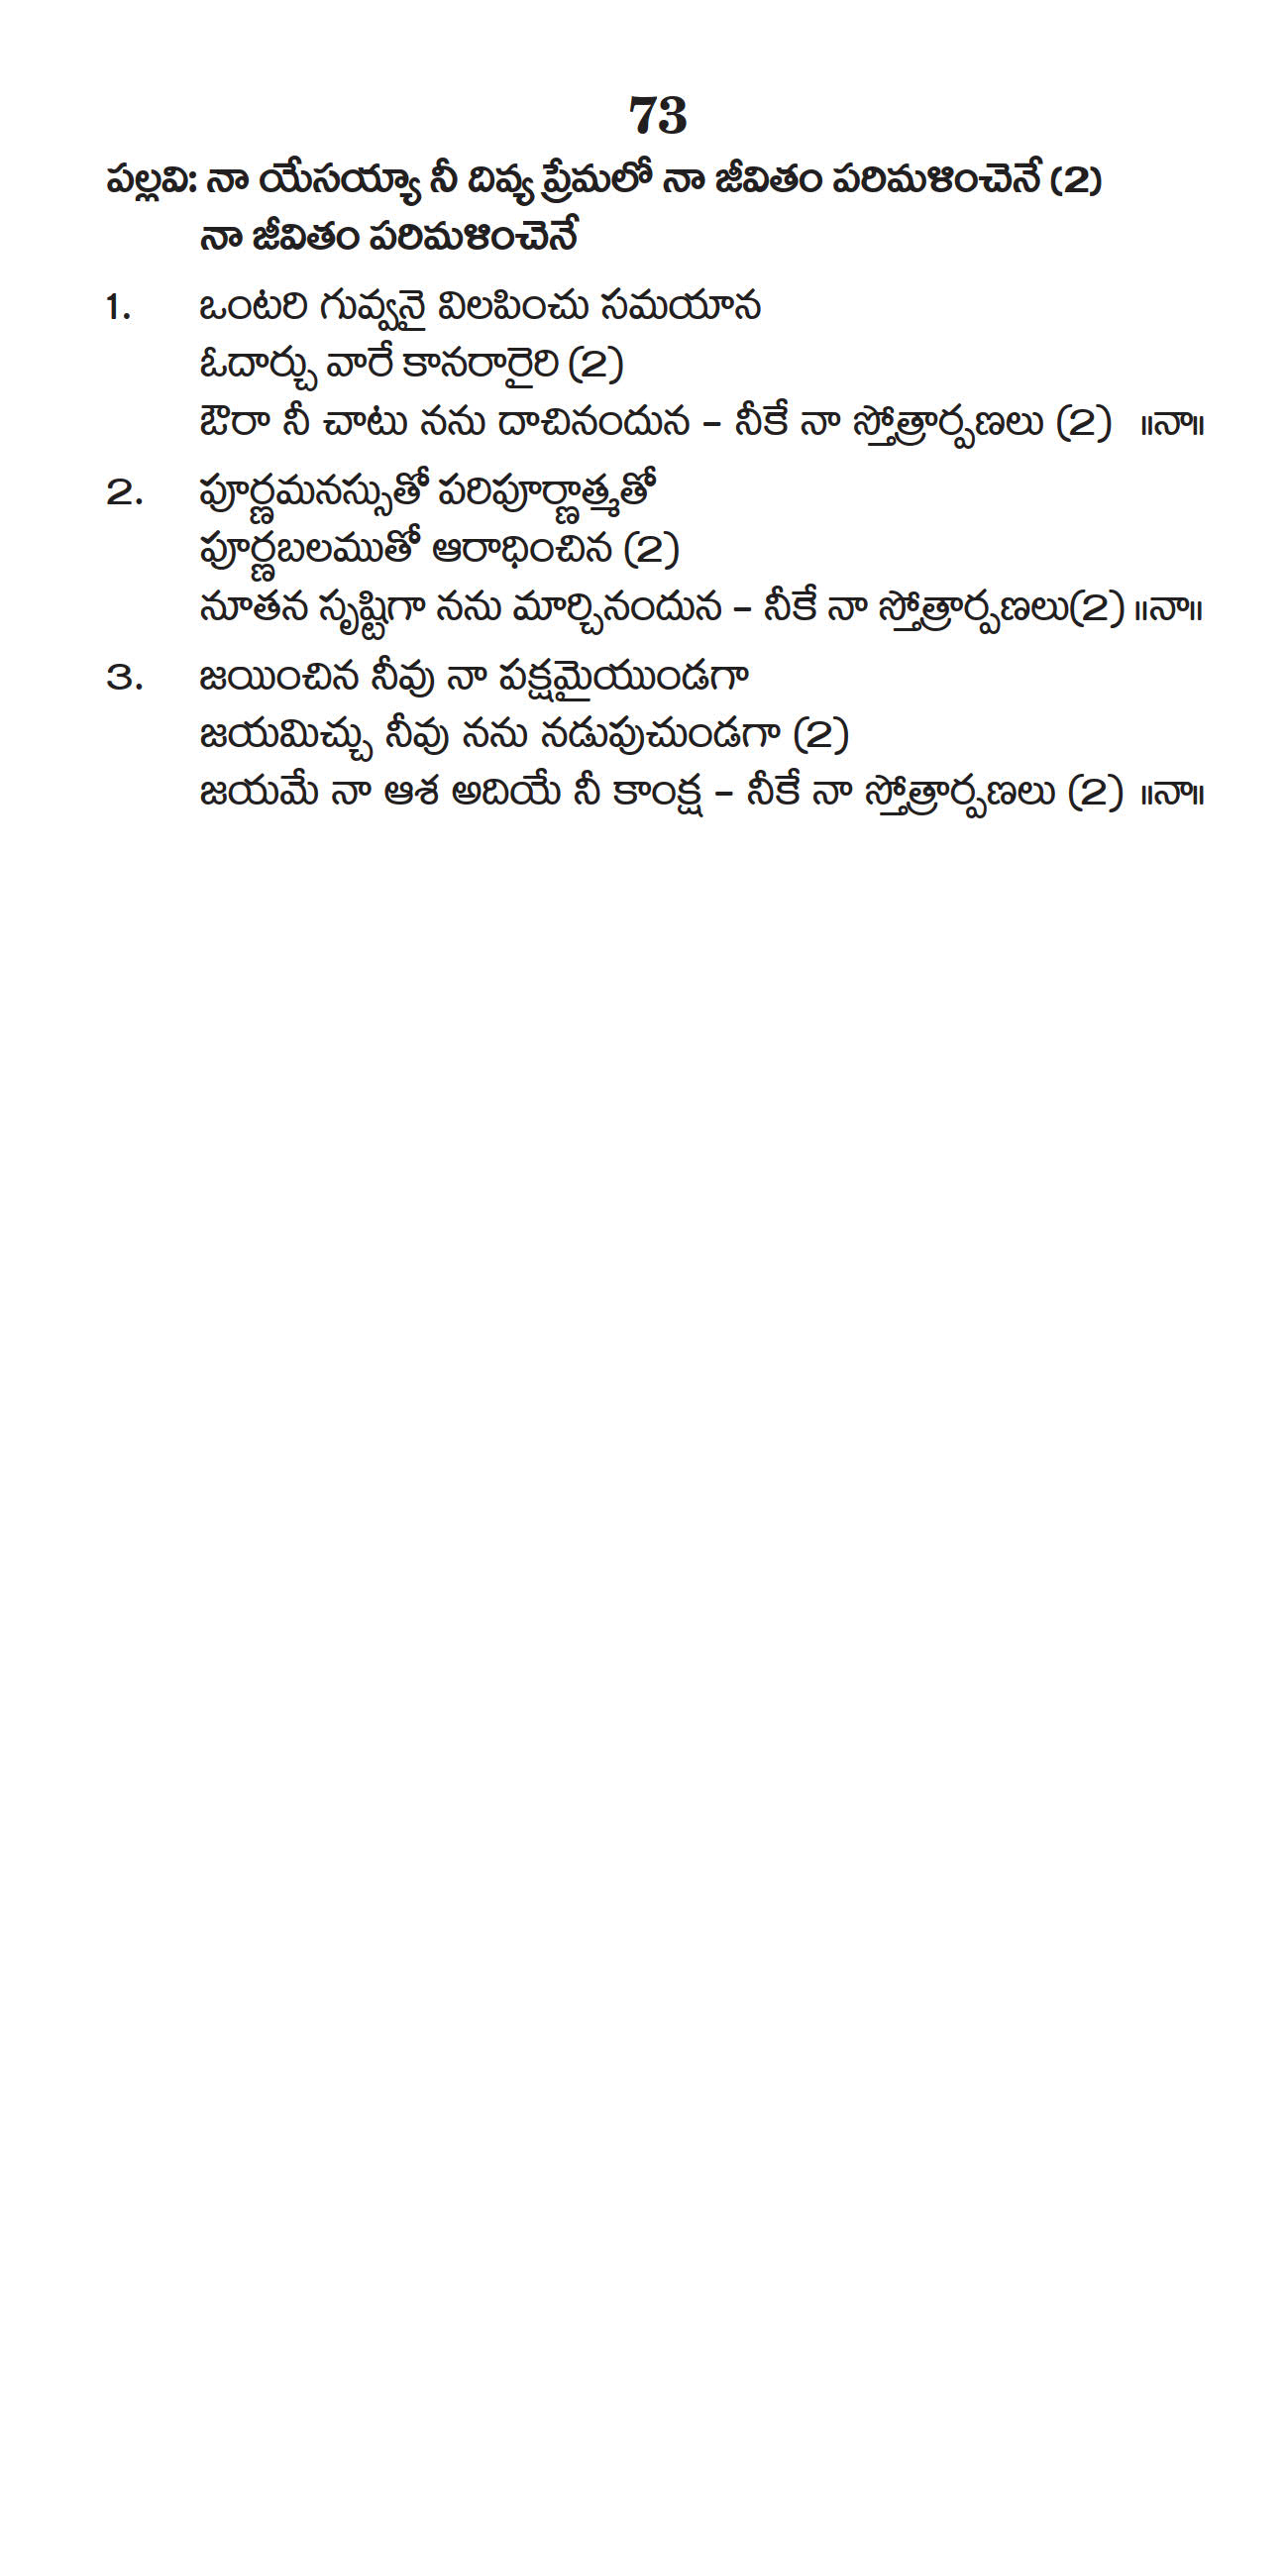 73
పల్లవి: నా యేసయ్యా నీ దివ్య ప్రేమలో నా జీవితం పరిమళించెనే (2)
నా జీవితం పరిమళించెనే
1. ఒంటరి గువ్వనై విలపించు సమయాన
ఓదార్చు వారే కానరారైరి (2)
ఔరా నీ చాటు నను దాచినందున – నీకే నా స్తోత్రార్పణలు (2) ॥నా॥
2. పూర్ణమనస్సుతో పరిపూర్ణాత్మతో
పూర్ణబలముతో ఆరాధించిన (2)
నూతన సృష్టిగా నను మార్చినందున – నీకే నా స్తోత్రార్పణలు(2) ॥నా॥
3. జయించిన నీవు నా పక్షమైయుండగా
జయమిచ్చు నీవు నను నడుపుచుండగా (2)
జయమే నా ఆశ అదియే నీ కాంక్ష – నీకే నా స్తోత్రార్పణలు (2) ॥నా॥